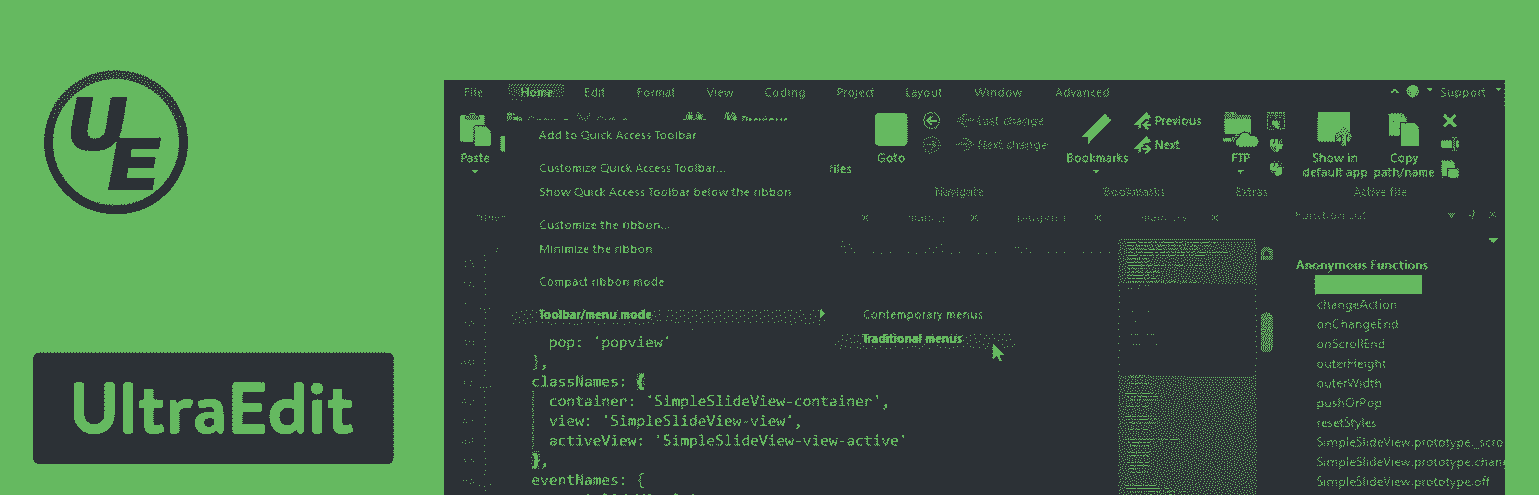 UE
UltraEdit
File Home Edit Format View Coding Project Layout Window Advanced Support
Paste
Add to Quick Access Toolbar
Customize Quick Access Toolbar...
Show Quick Access Toolbar below the ribbon
Customize the ribbon...
Minimize the ribbon
Compact ribbon mode
Toolbar/menu mode
Contemporary menus
Traditional menus
files
Goto
Last change
Next change
Navigate
Bookmarks
Previous
Next
Bookmarks
FTP
Extras
Show in
default app
Copy
path/name
Active file
Function List
Anonymous Functions
changeAction
onChangeEnd
onScrollEnd
outerHeight
outerWidth
pushOrPop
resetStyles
SimpleSlideView.prototype._scro
SimpleSlideView.prototype.chan
SimpleSlideView.prototype.off
pop: 'popview'
},
classNames: {
container: 'SimpleSlideView-container',
view: 'SimpleSlideView-view',
activeView: 'SimpleSlideView-view-active'
},
eventNames: {